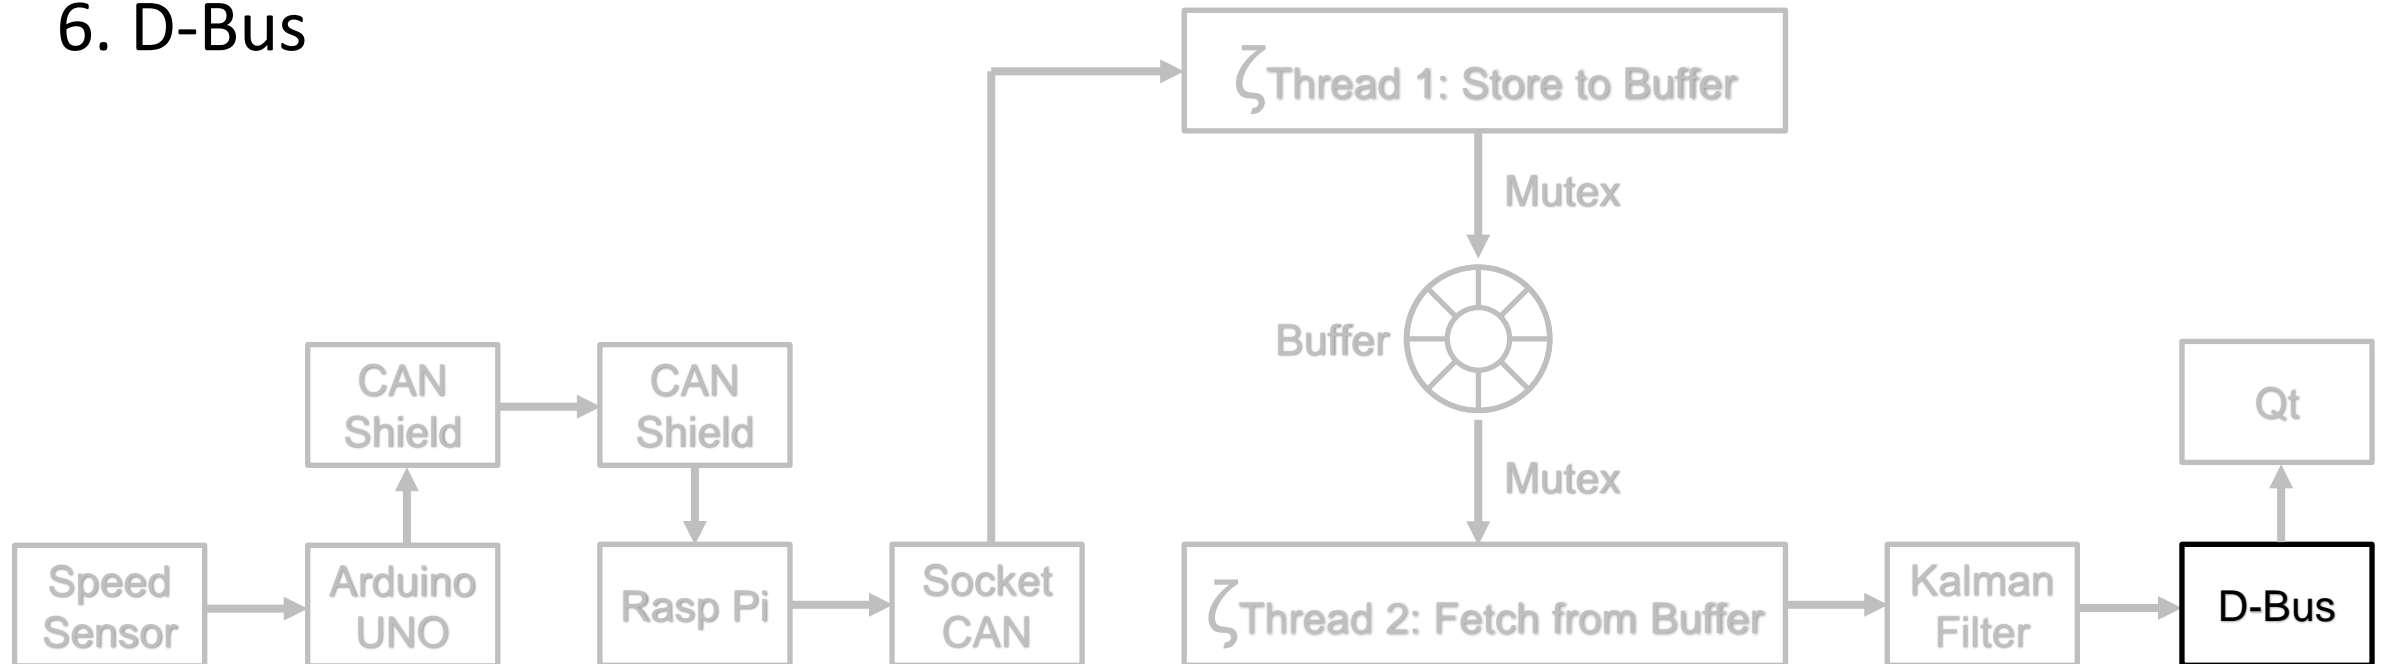 6. D-Bus
ζThread 1: Store to Buffer
Mutex
Buffer
CAN
Shield
CAN
Shield
Qt
Mutex
Speed
Sensor
Arduino
UNO
Rasp Pi
Socket
CAN
ζThread 2: Fetch from Buffer
Kalman
Filter
D-Bus